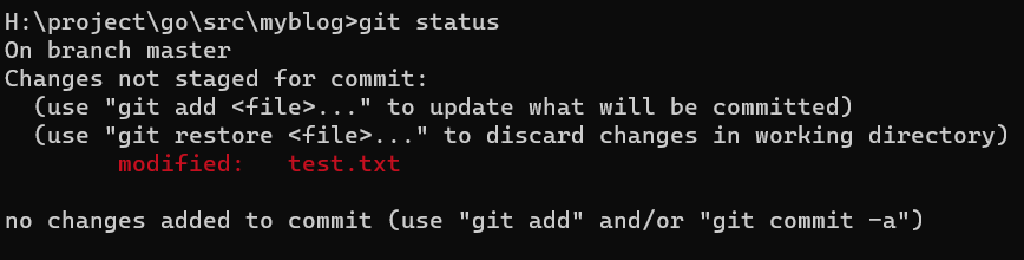 H:\project\go\src\myblog>git status
On branch master
Changes not staged for commit:
  (use "git add <file>..." to update what will be committed)
  (use "git restore <file>..." to discard changes in working directory)
        modified:   test.txt

no changes added to commit (use "git add" and/or "git commit -a")